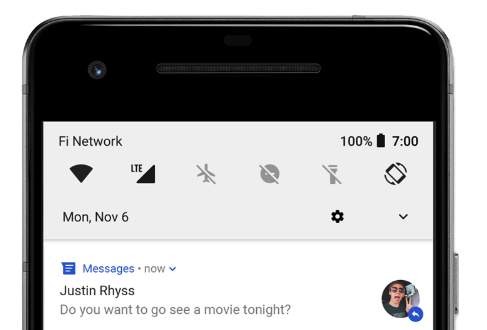 Fi Network 100% 7:00
LTE
Mon, Nov 6
Messages • now
Justin Rhyss
Do you want to go see a movie tonight?